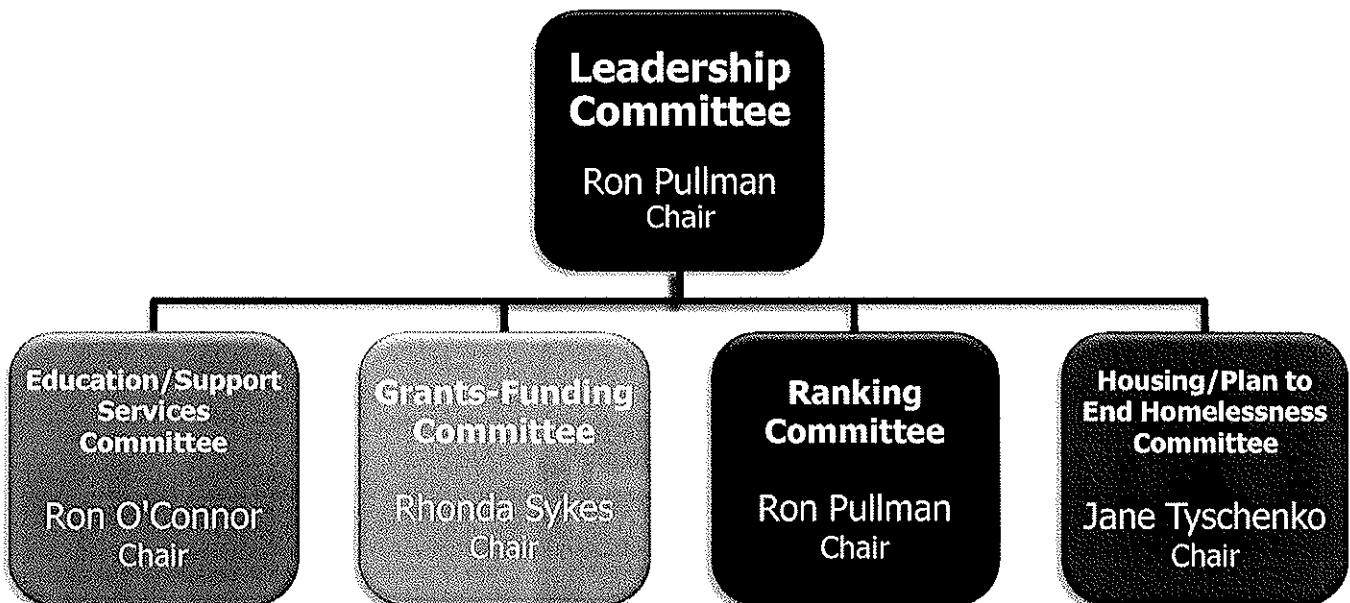 Leadership
Committee
Ron Pullman
Chair
Education/Support
Services
Committee
Ron O'Connor
Chair
Grants-Funding
Committee
Rhonda Sykes
Chair
Ranking
Committee
Ron Pullman
Chair
Housing/Plan to
End Homelessness
Committee
Jane Tyschenko
Chair